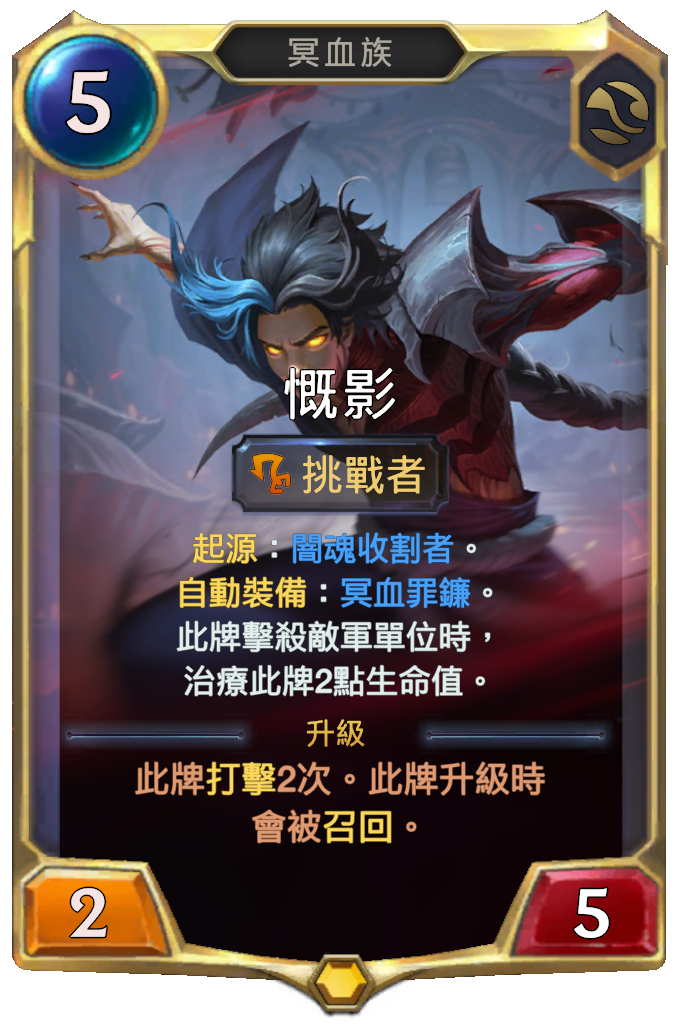 冥血族
5
慨影
挑戰者
起源：闇魂收割者。
自動裝備：冥血罪鐮。
此牌擊殺敵軍單位時，
治療此牌2點生命值。
升級
此牌打擊2次。此牌升級時
會被召回。
2
5